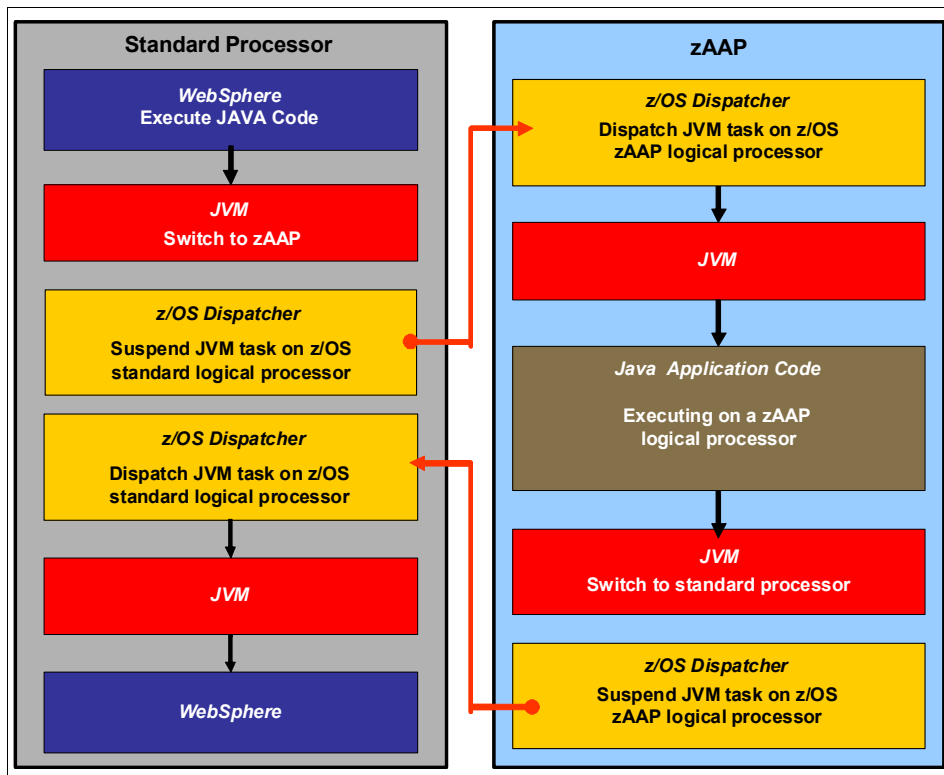 Standard Processor
WebSphere
Execute JAVA Code
JVM
Switch to zAAP
z/OS Dispatcher
Suspend JVM task on z/OS
standard logical processor
z/OS Dispatcher
Dispatch JVM task on z/OS
standard logical processor
JVM
WebSphere
zAAP
z/OS Dispatcher
Dispatch JVM task on z/OS
zAAP logical processor
JVM
Java Application Code
Executing on a zAAP
logical processor
JVM
Switch to standard processor
z/OS Dispatcher
Suspend JVM task on z/OS
zAAP logical processor